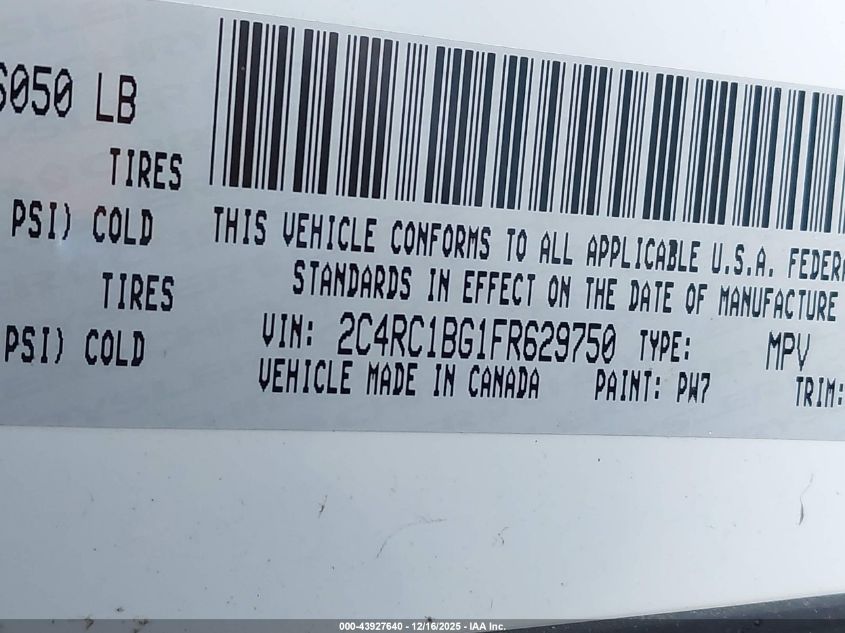 6050 LB
TIRES
PSI) COLD
THIS VEHICLE CONFORMS TO ALL APPLICABLE U.S.A. FEDERA
TIRES
STANDARDS IN EFFECT ON THE DATE OF MANUFACTURE
PSI) COLD
VIN: 2C4RC1BG1FR629750 TYPE: MPV
VEHICLE MADE IN CANADA PAINT: PW7 TRIM:
000-43927640 - 12/16/2025 - IAA Inc.